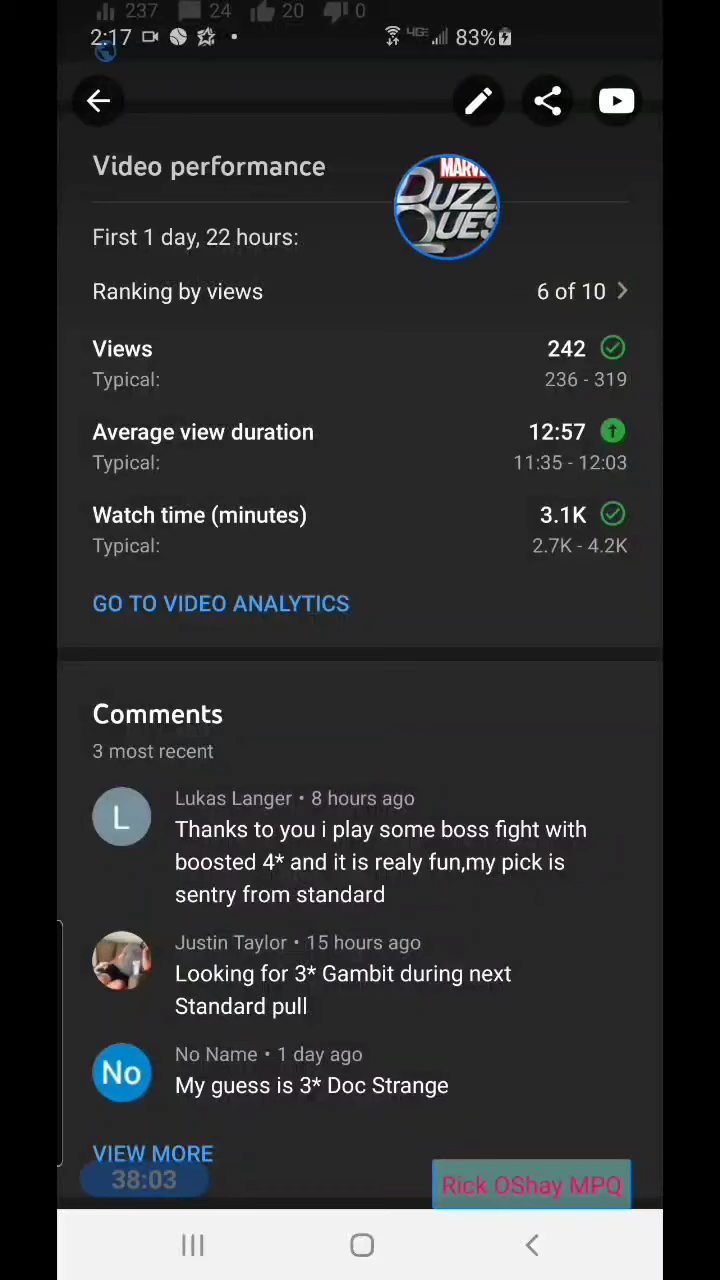 237 24 20 0
2:17 4GE 83%
MARV
PUZZ
QUES
Video performance
First 1 day, 22 hours:
Ranking by views 6 of 10
Views 242
Typical: 236 - 319
Average view duration 12:57
Typical: 11:35 - 12:03
Watch time (minutes) 3.1K
Typical: 2.7K - 4.2K
GO TO VIDEO ANALYTICS
Comments
3 most recent
L
Lukas Langer • 8 hours ago
Thanks to you i play some boss fight with
boosted 4* and it is realy fun,my pick is
sentry from standard
Justin Taylor • 15 hours ago
Looking for 3* Gambit during next
Standard pull
No
No Name • 1 day ago
My guess is 3* Doc Strange
VIEW MORE
38:03
Rick OShay MPQ